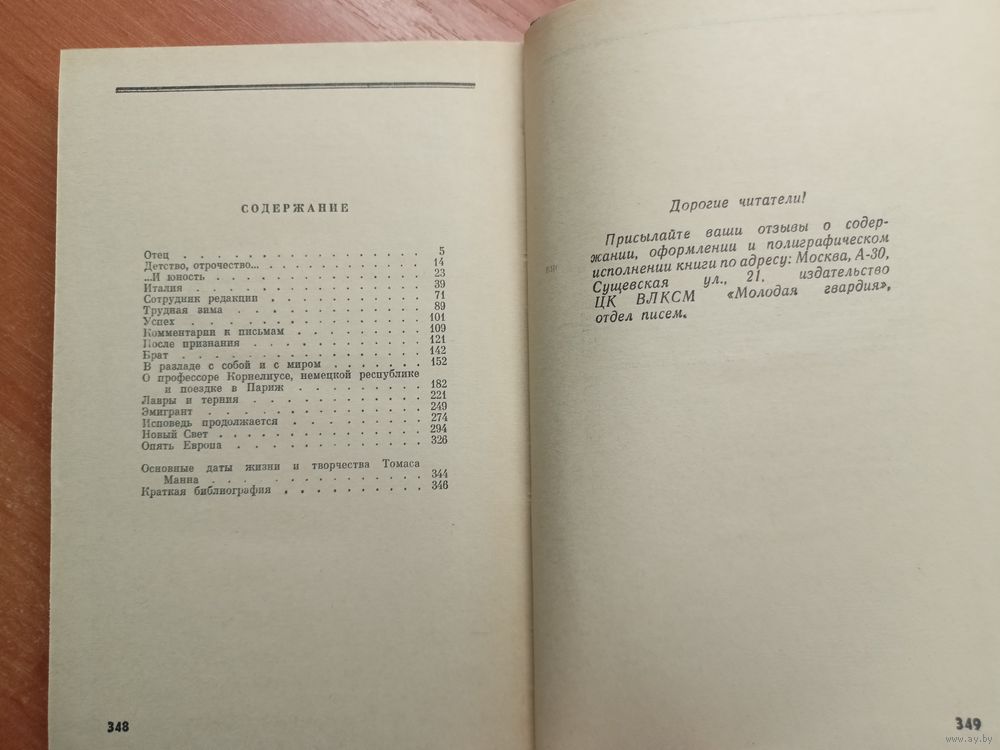 СОДЕРЖАНИЕ
Отец . . . . . . . . . . . . . . . 5
Детство, отрочество... . . . . . . . . . . 14
...И юность . . . . . . . . . . . . . 23
Италия . . . . . . . . . . . . . . 39
Сотрудник редакции . . . . . . . . . . 71
Трудная зима . . . . . . . . . . . . 89
Успех . . . . . . . . . . . . . . 101
Комментарии к письмам . . . . . . . . . 109
После признания . . . . . . . . . . . 121
Брат . . . . . . . . . . . . . . . 142
В разладе с собой и с миром . . . . . . . 152
О профессоре Корнелиусе, немецкой республике
и поездке в Париж . . . . . . . . . 182
Лавры и терния . . . . . . . . . . . 221
Эмигрант . . . . . . . . . . . . . 249
Исповедь продолжается . . . . . . . . . 274
Новый Свет . . . . . . . . . . . . . 294
Опять Европа . . . . . . . . . . . . 326
Основные даты жизни и творчества Томаса
Манна . . . . . . . . . . . . . 344
Краткая библиография . . . . . . . . . 346
348
Дорогие читатели!
Присылайте ваши отзывы о содер-
жании, оформлении и полиграфическом
исполнении книги по адресу: Москва, А-30,
Сущевская ул., 21, издательство
ЦК ВЛКСМ «Молодая гвардия»,
отдел писем.
349
www.ay.by